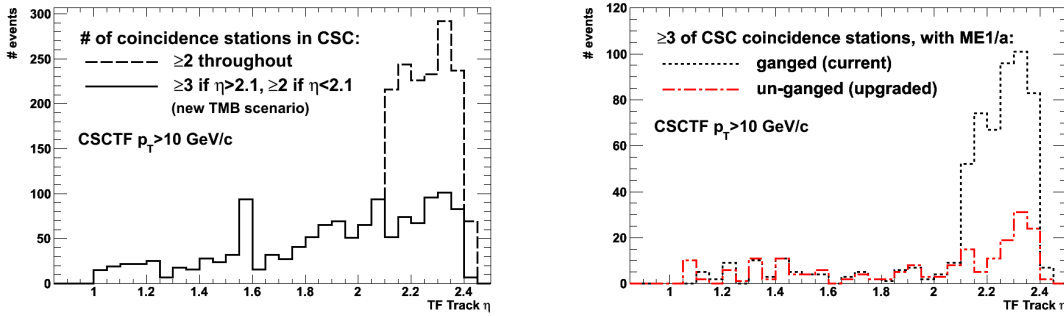 # events
300
250
200
150
100
50
0
# of coincidence stations in CSC:
≥2 throughout
≥3 if η>2.1, ≥2 if η<2.1
(new TMB scenario)
CSCTF p_T>10 GeV/c
1 1.2 1.4 1.6 1.8 2 2.2 2.4
TF Track η
# events
120
100
80
60
40
20
0
≥3 of CSC coincidence stations, with ME1/a:
ganged (current)
un-ganged (upgraded)
CSCTF p_T>10 GeV/c
1 1.2 1.4 1.6 1.8 2 2.2 2.4
TF Track η